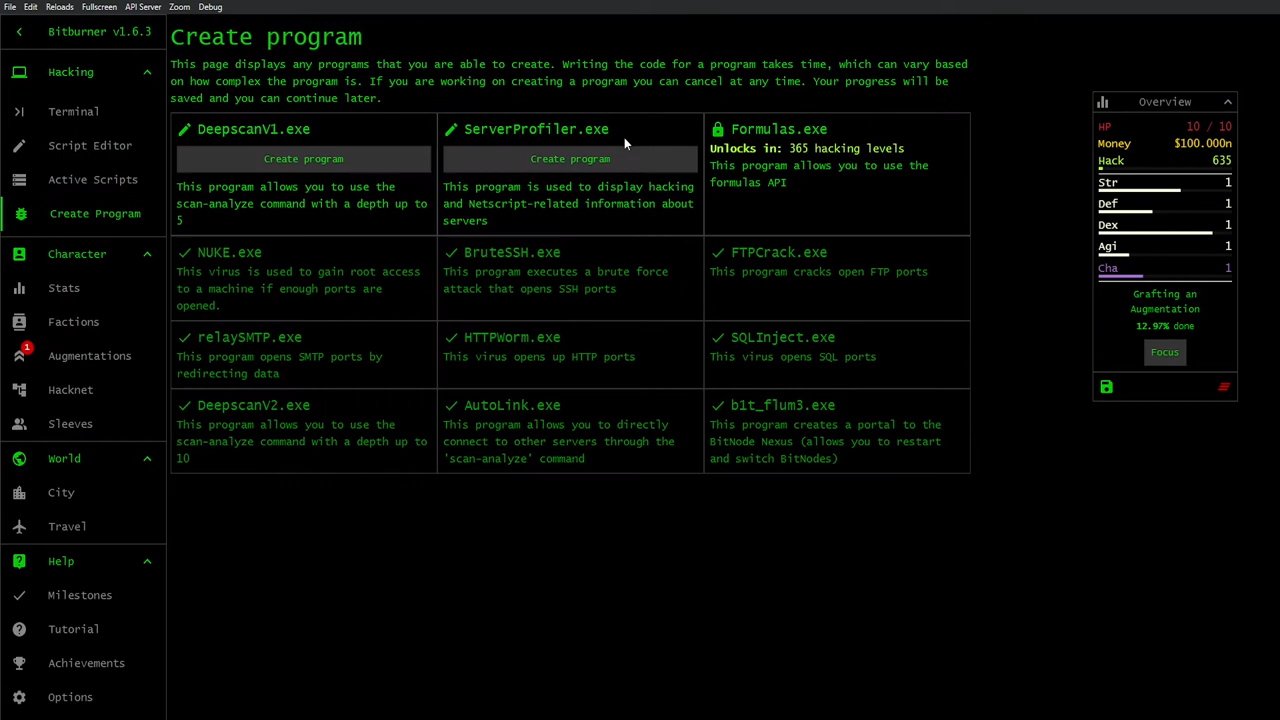 File Edit Reloads Fullscreen API Server Zoom Debug
Bitburner v1.6.3
Hacking
Terminal
Script Editor
Active Scripts
Create Program
Character
Stats
Factions
1
Augmentations
Hacknet
Sleeves
World
City
Travel
Help
Milestones
Tutorial
Achievements
Options
Create program
This page displays any programs that you are able to create. Writing the code for a program takes time, which can vary based
on how complex the program is. If you are working on creating a program you can cancel at any time. Your progress will be
saved and you can continue later.
DeepscanV1.exe
Create program
This program allows you to use the
scan-analyze command with a depth up to
5
ServerProfiler.exe
Create program
This program is used to display hacking
and Netscript-related information about
servers
Formulas.exe
Unlocks in: 365 hacking levels
This program allows you to use the
formulas API
NUKE.exe
This virus is used to gain root access
to a machine if enough ports are
opened.
BruteSSH.exe
This program executes a brute force
attack that opens SSH ports
FTPCrack.exe
This program cracks open FTP ports
relaySMTP.exe
This program opens SMTP ports by
redirecting data
HTTPWorm.exe
This virus opens up HTTP ports
SQLInject.exe
This virus opens SQL ports
DeepscanV2.exe
This program allows you to use the
scan-analyze command with a depth up to
10
AutoLink.exe
This program allows you to directly
connect to other servers through the
'scan-analyze' command
b1t_flum3.exe
This program creates a portal to the
BitNode Nexus (allows you to restart
and switch BitNodes)
Overview
HP 10 / 10
Money $100.000n
Hack 635
Str 1
Def 1
Dex 1
Agi 1
Cha 1
Grafting an
Augmentation
12.97% done
Focus